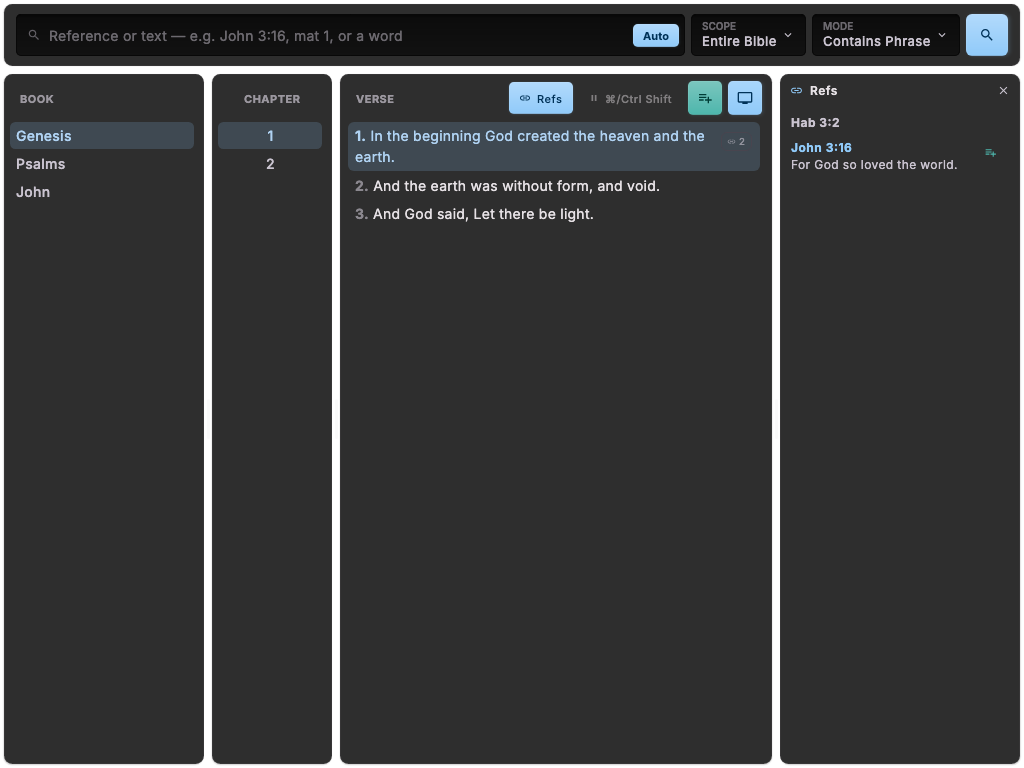 Reference or text — e.g. John 3:16, mat 1, or a word
Auto
SCOPE
Entire Bible
MODE
Contains Phrase
BOOK
Genesis
Psalms
John
CHAPTER
1
2
VERSE
Refs
⌘/Ctrl Shift
1. In the beginning God created the heaven and the
earth.
2
2. And the earth was without form, and void.
3. And God said, Let there be light.
Refs
Hab 3:2
John 3:16
For God so loved the world.